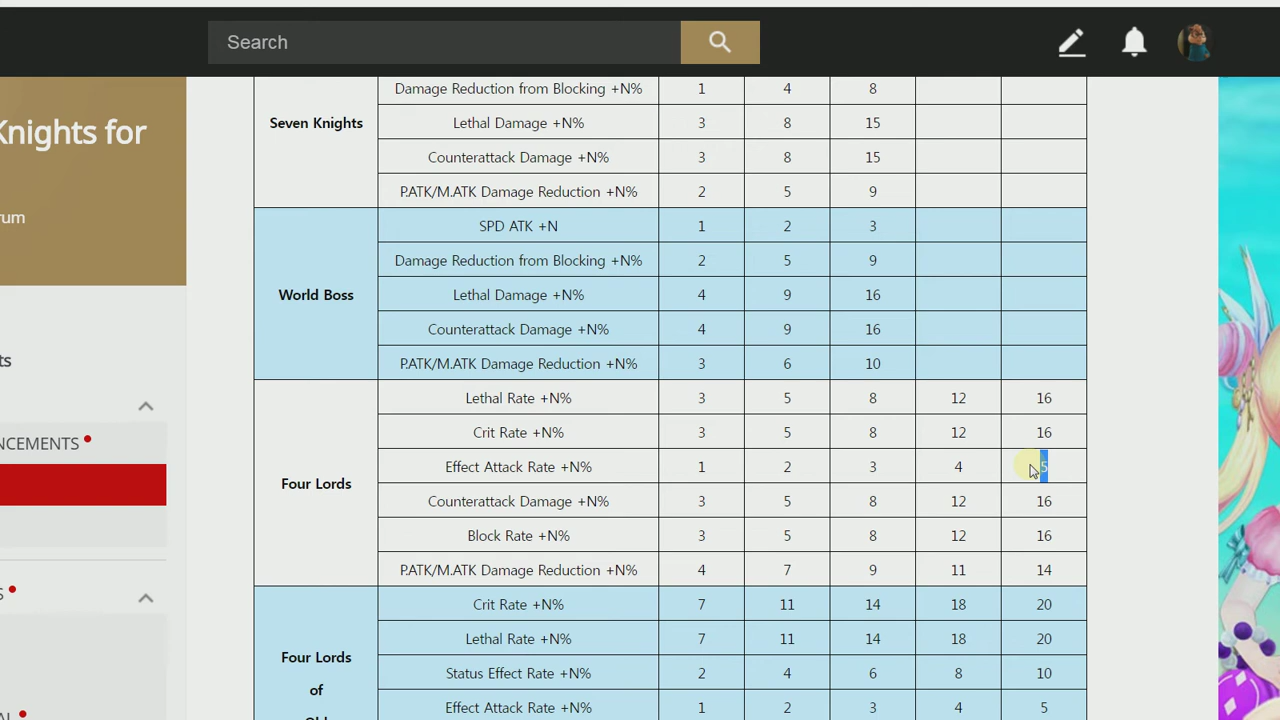 Search
Knights for
rum
ts
NCEMENTS
S
AL
Damage Reduction from Blocking +N% 1 4 8
Seven Knights
Lethal Damage +N% 3 8 15
Counterattack Damage +N% 3 8 15
P.ATK/M.ATK Damage Reduction +N% 2 5 9
SPD ATK +N 1 2 3
Damage Reduction from Blocking +N% 2 5 9
World Boss
Lethal Damage +N% 4 9 16
Counterattack Damage +N% 4 9 16
P.ATK/M.ATK Damage Reduction +N% 3 6 10
Lethal Rate +N% 3 5 8 12 16
Crit Rate +N% 3 5 8 12 16
Effect Attack Rate +N% 1 2 3 4 5
Four Lords
Counterattack Damage +N% 3 5 8 12 16
Block Rate +N% 3 5 8 12 16
P.ATK/M.ATK Damage Reduction +N% 4 7 9 11 14
Crit Rate +N% 7 11 14 18 20
Lethal Rate +N% 7 11 14 18 20
Four Lords
of
Status Effect Rate +N% 2 4 6 8 10
Effect Attack Rate +N% 1 2 3 4 5